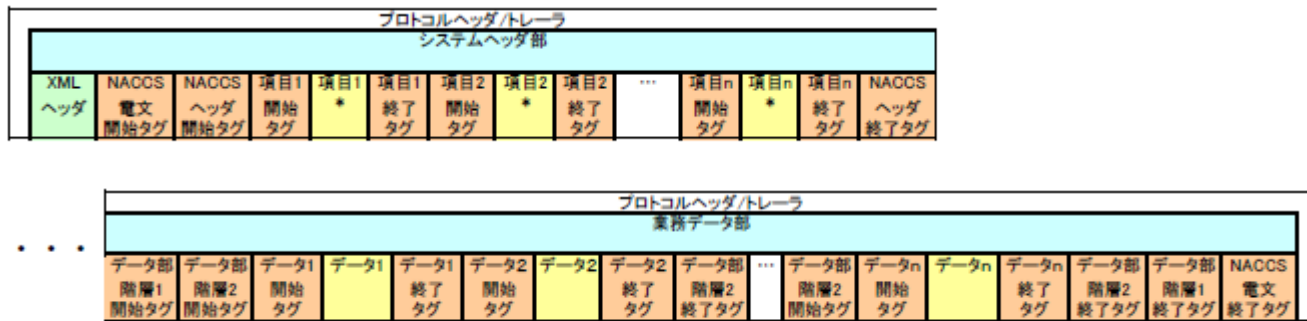 プロトコルヘッダ/トレーラ
システムヘッダ部
XML ヘッダ
NACCS 電文 開始タグ
NACCS ヘッダ 開始タグ
項目1 開始 タグ
項目1 *
項目1 終了 タグ
項目2 開始 タグ
項目2 *
項目2 終了 タグ
…
項目n 開始 タグ
項目n *
項目n 終了 タグ
NACCS ヘッダ 終了タグ
・・・
プロトコルヘッダ/トレーラ
業務データ部
データ部 階層1 開始タグ
データ部 階層2 開始タグ
データ1 開始 タグ
データ1
データ1 終了 タグ
データ2 開始 タグ
データ2
データ2 終了 タグ
データ部 階層2 終了タグ
…
データ部 階層2 開始タグ
データn 開始 タグ
データn
データn 終了 タグ
データ部 階層2 終了タグ
データ部 階層1 終了タグ
NACCS 電文 終了タグ